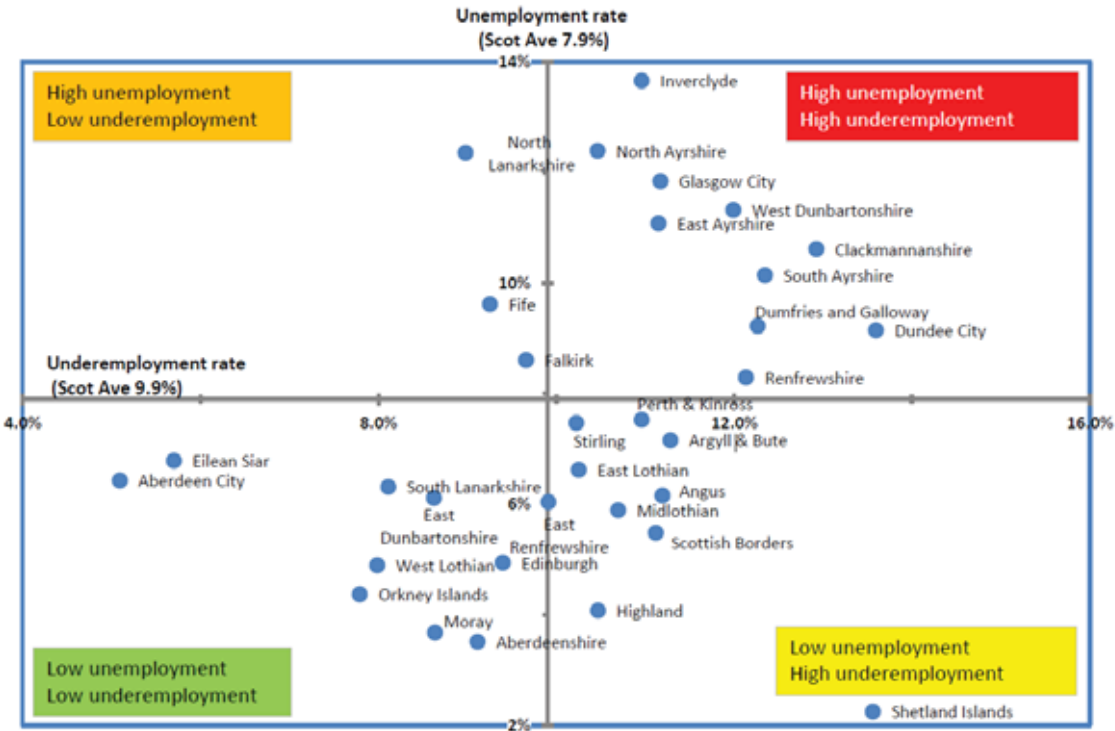 Unemployment rate
(Scot Ave 7.9%)
14%
High unemployment
Low underemployment
High unemployment
High underemployment
Inverclyde
North
Lanarkshire
North Ayrshire
Glasgow City
West Dunbartonshire
East Ayrshire
Clackmannanshire
South Ayrshire
10%
Fife
Dumfries and Galloway
Dundee City
Falkirk
Underemployment rate
(Scot Ave 9.9%)
Renfrewshire
Perth & Kinross
4.0%
8.0%
12.0%
16.0%
Stirling
Argyll & Bute
Eilean Siar
East Lothian
Aberdeen City
South Lanarkshire
Angus
6%
Midlothian
East
Dunbartonshire
East
Renfrewshire
Scottish Borders
West Lothian
Edinburgh
Orkney Islands
Highland
Moray
Aberdeenshire
Low unemployment
Low underemployment
Low unemployment
High underemployment
Shetland Islands
2%